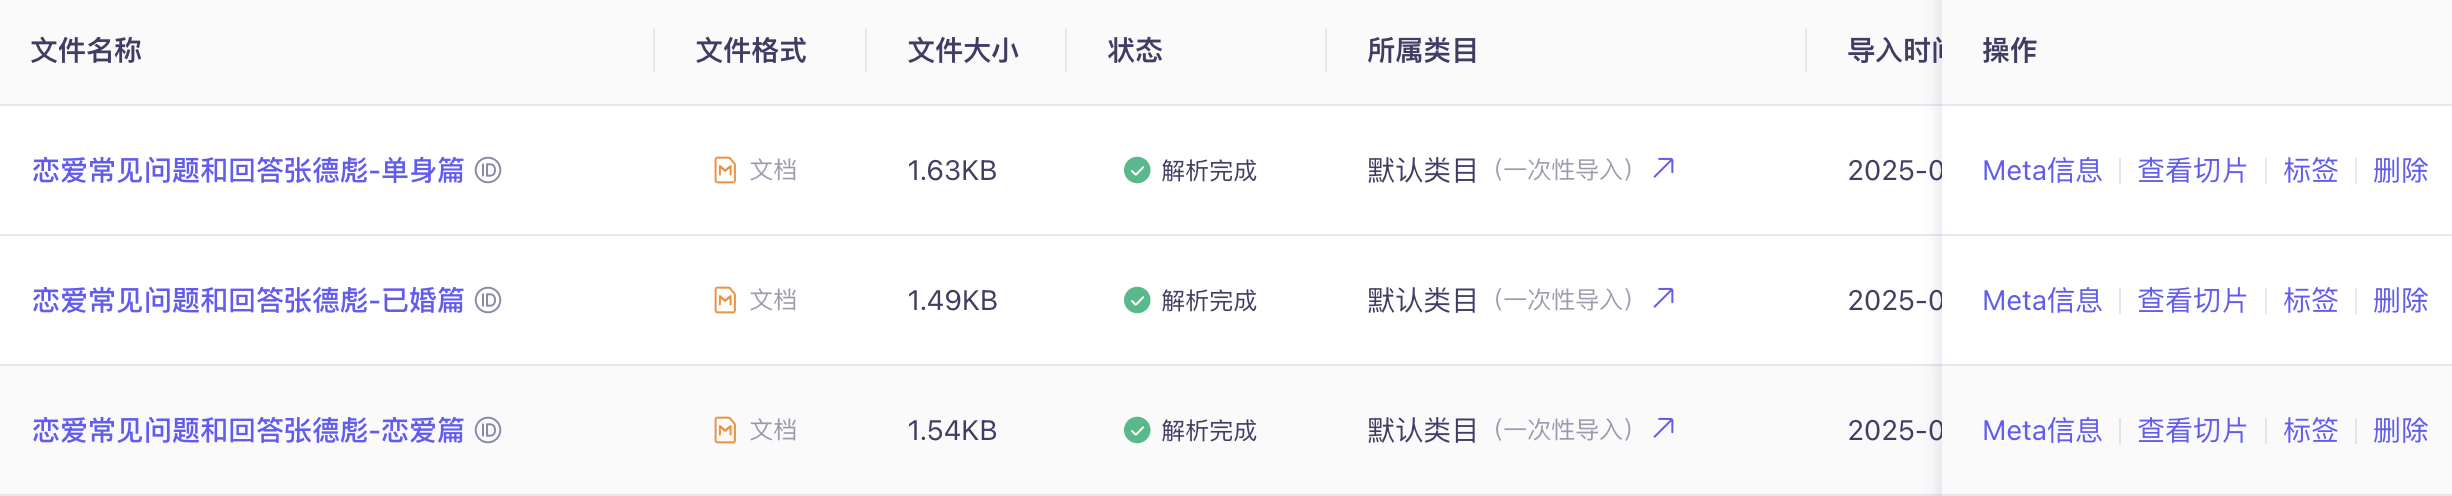 文件名称 文件格式 文件大小 状态 所属类目 导入时间 操作
恋爱常见问题和回答张德彪-单身篇 ID 文档 1.63KB 解析完成 默认类目 (一次性导入) 2025-0 Meta信息 查看切片 标签 删除
恋爱常见问题和回答张德彪-已婚篇 ID 文档 1.49KB 解析完成 默认类目 (一次性导入) 2025-0 Meta信息 查看切片 标签 删除
恋爱常见问题和回答张德彪-恋爱篇 ID 文档 1.54KB 解析完成 默认类目 (一次性导入) 2025-0 Meta信息 查看切片 标签 删除